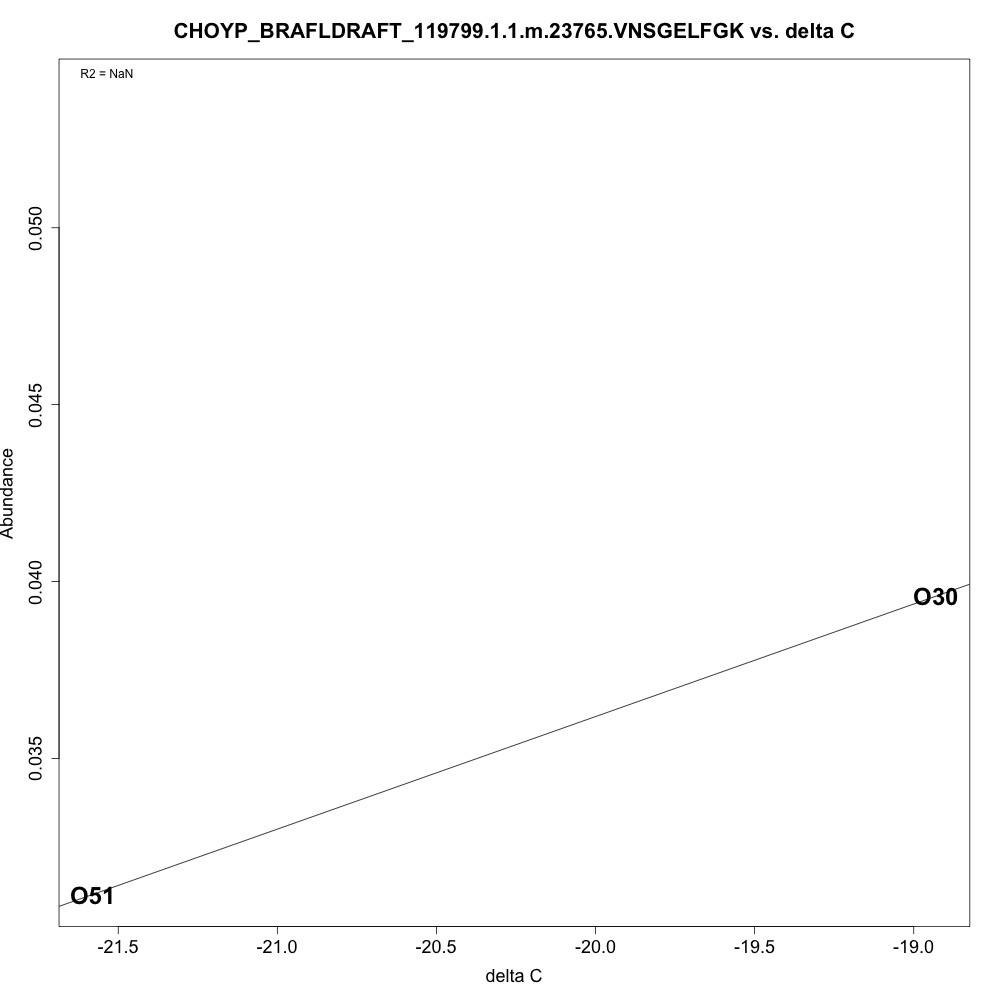 CHOYP_BRAFLDRAFT_119799.1.1.m.23765.VNSGELFGK vs. delta C
R2 = NaN
0.050
0.045
Abundance
0.040
O30
0.035
O51
-21.5 -21.0 -20.5 -20.0 -19.5 -19.0
delta C